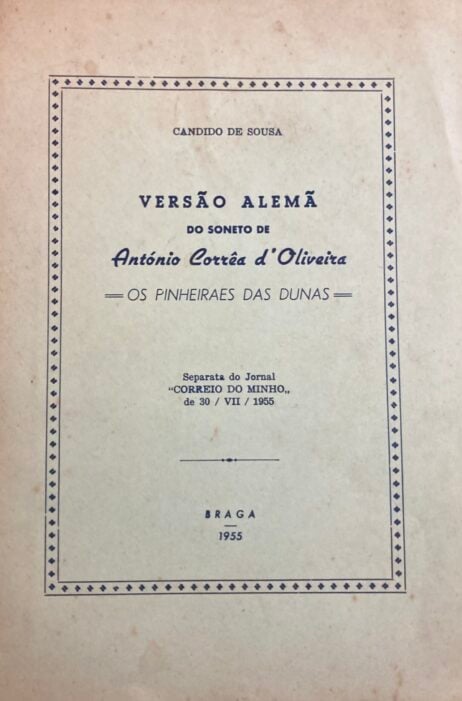 CANDIDO DE SOUSA
VERSÃO ALEMÃ
DO SONETO DE
António Corrêa d'Oliveira
OS PINHEIRAES DAS DUNAS
Separata do Jornal
"CORREIO DO MINHO„
de 30 / VII / 1955
BRAGA
1955